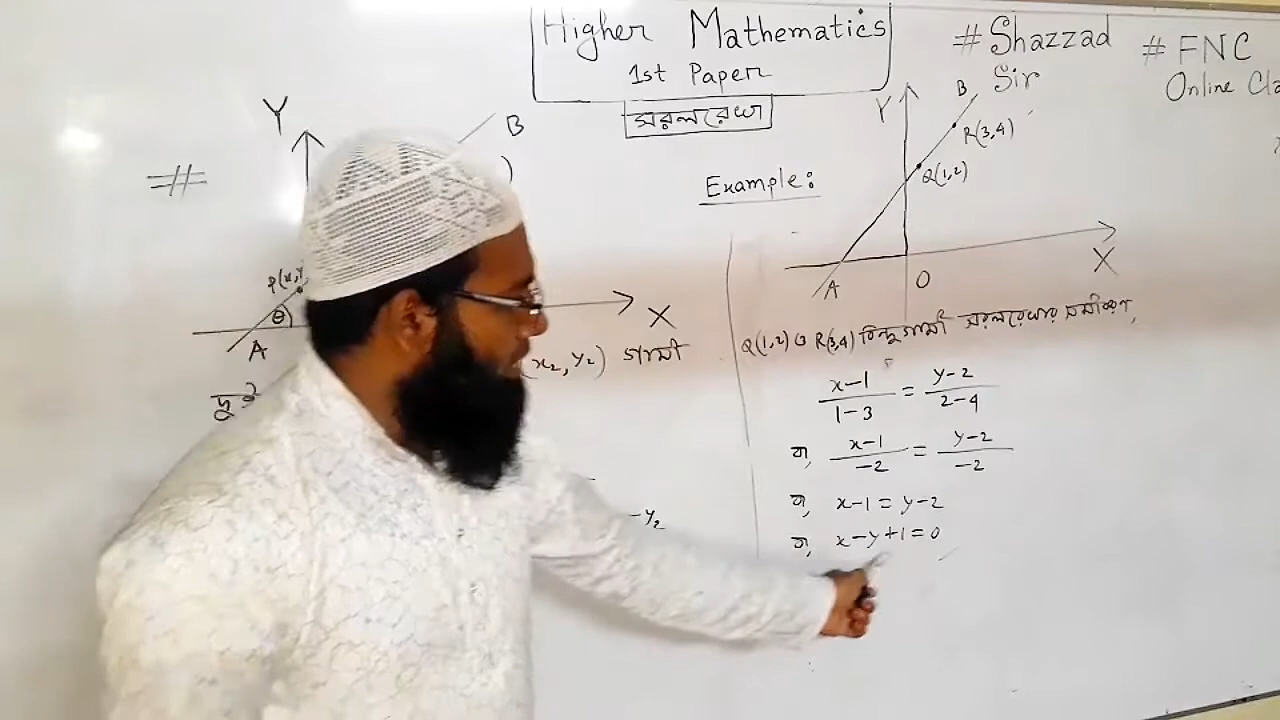 Higher Mathematics
1st Paper
সরলরেখা
# Shazzad Sir
# FNC
Online Cla
#
Y
B
)
P(x,y
θ
A
X
(x₂, y₂) গামী
দুই
-y₂
Example:
Y
B
R(3,4)
Q(1,2)
A
O
X
Q(1,2) ও R(3,4) বিন্দুগামী সরলরেখার সমীকরণ,
x-1/1-3 = y-2/2-4
বা, x-1/-2 = y-2/-2
বা, x-1 = y-2
বা, x-y+1=0